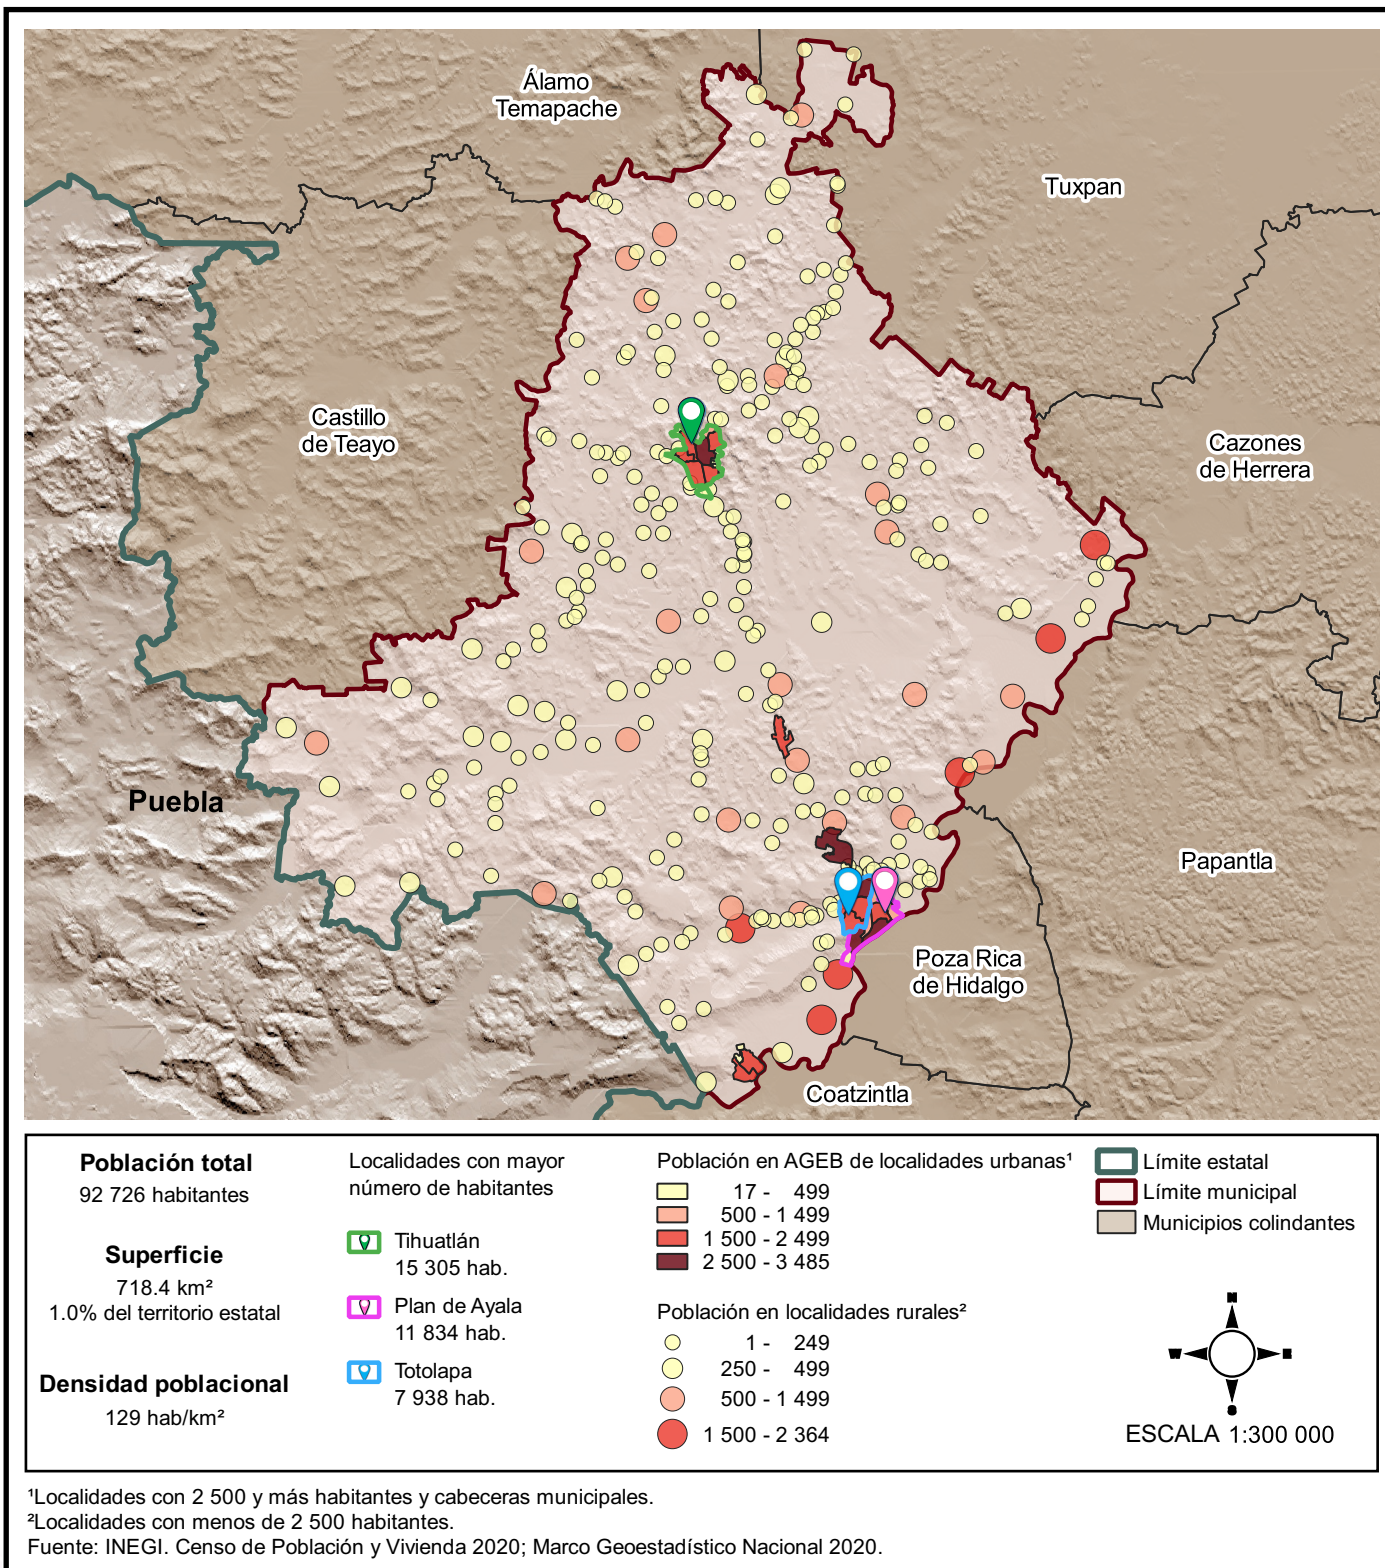 Álamo
Temapache
Tuxpan
Castillo
de Teayo
Cazones
de Herrera
Puebla
Papantla
Poza Rica
de Hidalgo
Coatzintla
Población total
92 726 habitantes
Superficie
718.4 km²
1.0% del territorio estatal
Densidad poblacional
129 hab/km²
Localidades con mayor
número de habitantes
Tihuatlán
15 305 hab.
Plan de Ayala
11 834 hab.
Totolapa
7 938 hab.
Población en AGEB de localidades urbanas¹
17 - 499
500 - 1 499
1 500 - 2 499
2 500 - 3 485
Población en localidades rurales²
1 - 249
250 - 499
500 - 1 499
1 500 - 2 364
Límite estatal
Límite municipal
Municipios colindantes
N
W E
S
ESCALA 1:300 000
¹Localidades con 2 500 y más habitantes y cabeceras municipales.
²Localidades con menos de 2 500 habitantes.
Fuente: INEGI. Censo de Población y Vivienda 2020; Marco Geoestadístico Nacional 2020.